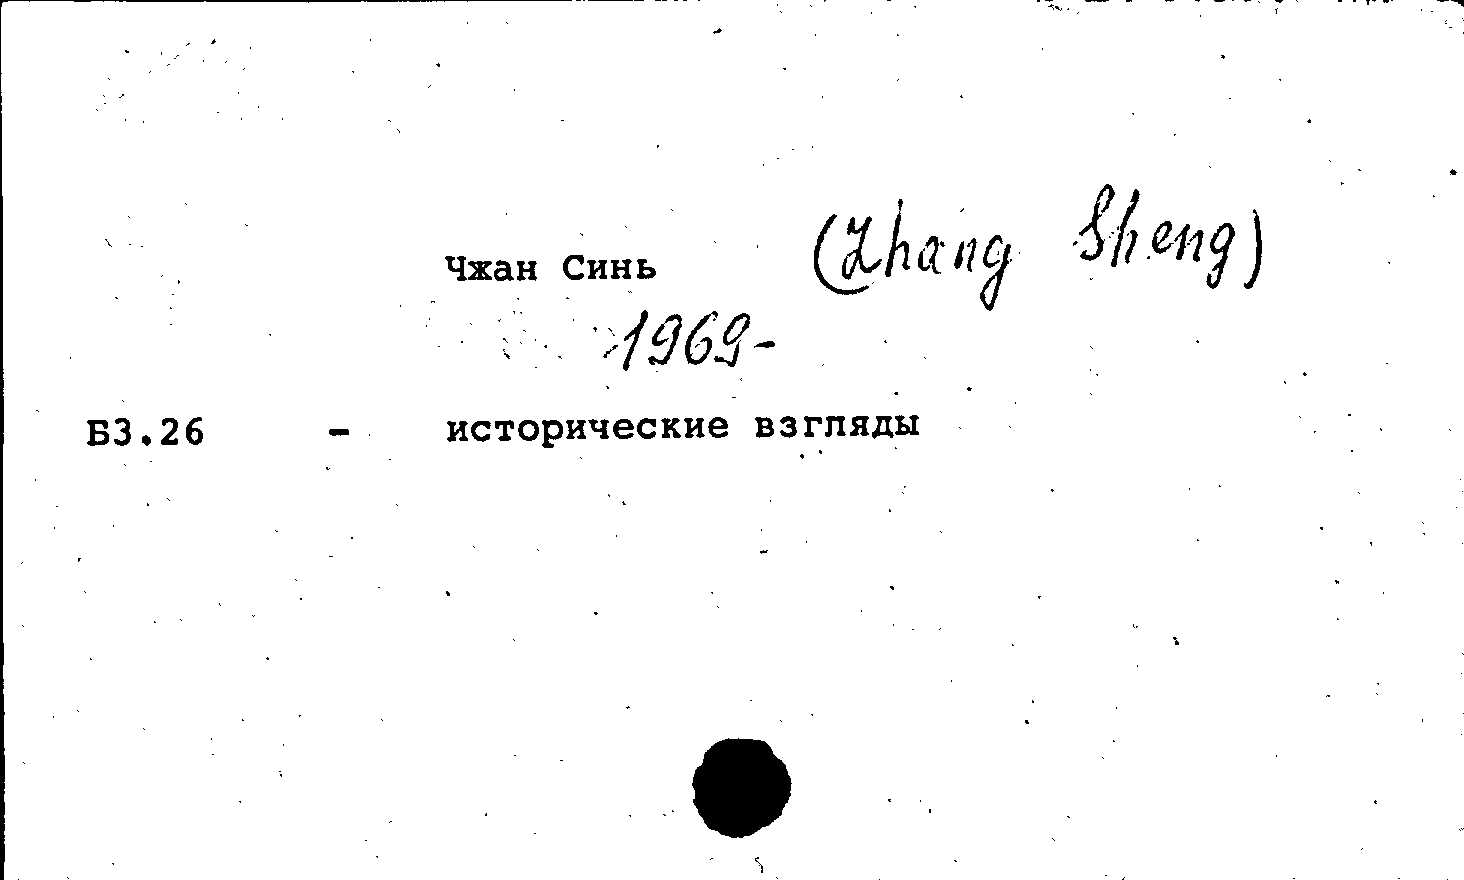 Чжан Синь (Zhang Sheng)
1969-
Б3.26 - исторические взгляды